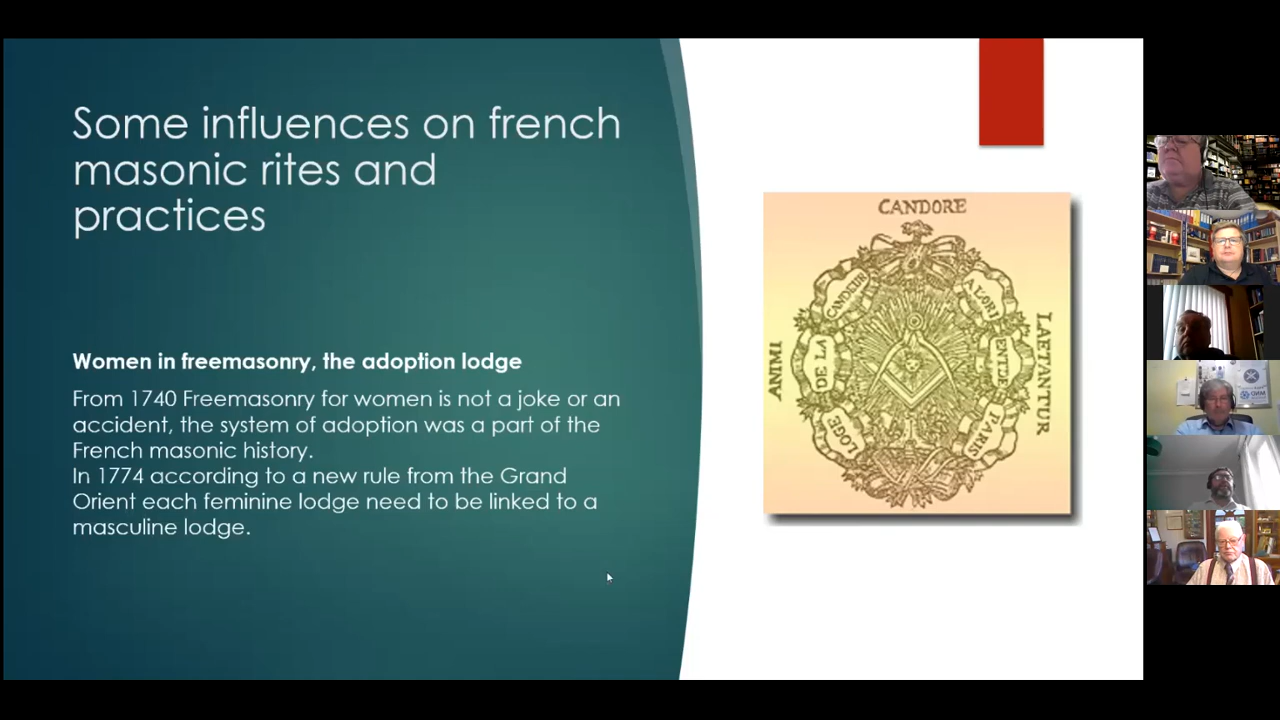 Some influences on french
masonic rites and
practices
Women in freemasonry, the adoption lodge
From 1740 Freemasonry for women is not a joke or an
accident, the system of adoption was a part of the
French masonic history.
In 1774 according to a new rule from the Grand
Orient each feminine lodge need to be linked to a
masculine lodge.
CANDORE
ANIMI
LAETANTUR
LOGE
DE LA
CANDEUR
A LORI
ENT DE
PARIS